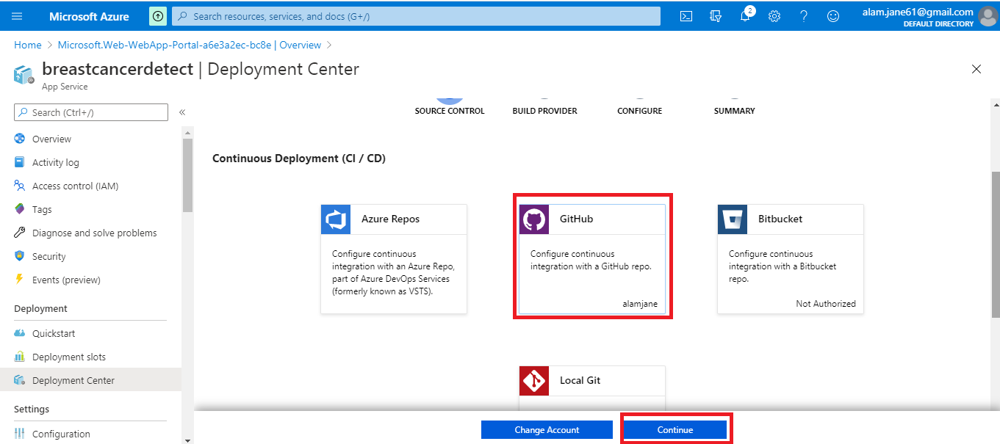 Microsoft Azure
Search resources, services, and docs (G+/)
2
alam.jane61@gmail.com
DEFAULT DIRECTORY
Home > Microsoft.Web-WebApp-Portal-a6e3a2ec-bc8e | Overview >
breastcancerdetect | Deployment Center
App Service
Search (Ctrl+/)
«
Overview
Activity log
Access control (IAM)
Tags
Diagnose and solve problems
Security
Events (preview)
Deployment
Quickstart
Deployment slots
Deployment Center
Settings
Configuration
SOURCE CONTROL
BUILD PROVIDER
CONFIGURE
SUMMARY
Continuous Deployment (CI / CD)
Azure Repos
Configure continuous
integration with an Azure Repo,
part of Azure DevOps Services
(formerly known as VSTS).
GitHub
Configure continuous
integration with a GitHub repo.
alamjane
Bitbucket
Configure continuous
integration with a Bitbucket
repo.
Not Authorized
Local Git
Change Account
Continue